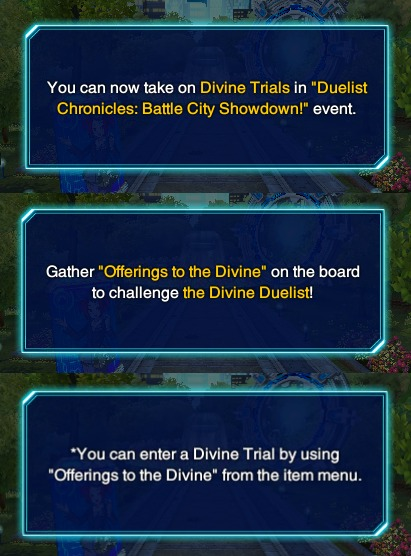 You can now take on Divine Trials in "Duelist
Chronicles: Battle City Showdown!" event.
Gather "Offerings to the Divine" on the board
to challenge the Divine Duelist!
*You can enter a Divine Trial by using
"Offerings to the Divine" from the item menu.